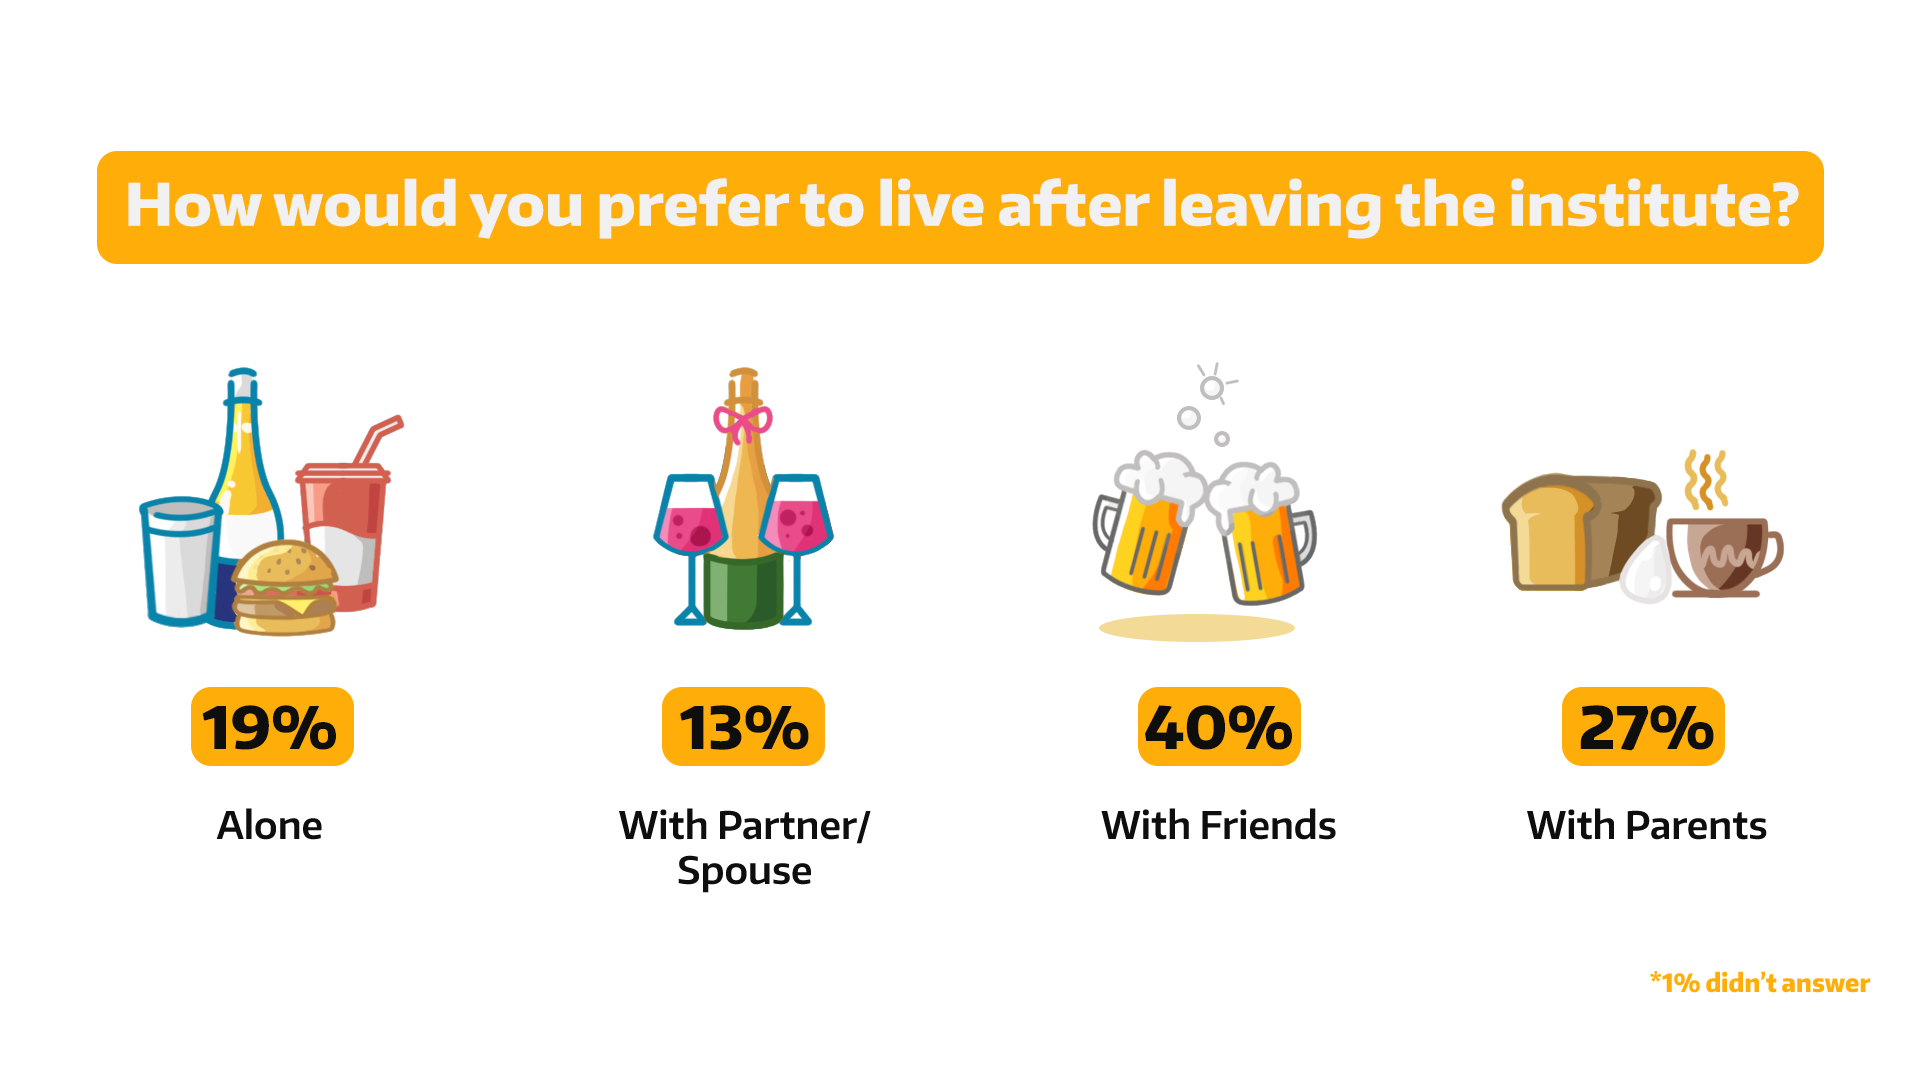 How would you prefer to live after leaving the institute?
19%
Alone
13%
With Partner/
Spouse
40%
With Friends
27%
With Parents
*1% didn't answer